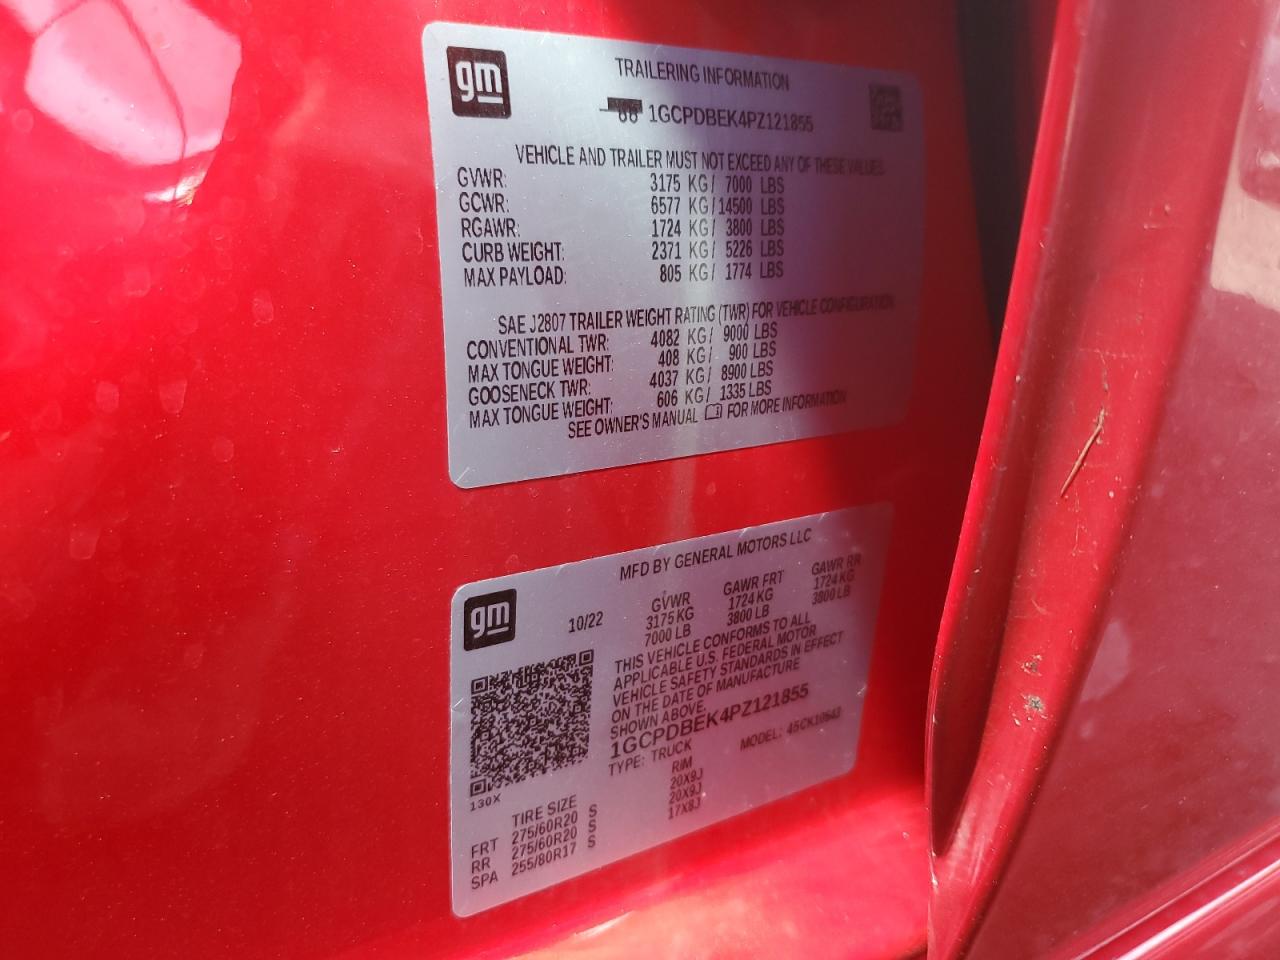 gm
TRAILERING INFORMATION
1GCPDBEK4PZ121855
VEHICLE AND TRAILER MUST NOT EXCEED ANY OF THESE VALUES.
GVWR: 3175 KG/ 7000 LBS
GCWR: 6577 KG/14500 LBS
RGAWR: 1724 KG/ 3800 LBS
CURB WEIGHT: 2371 KG/ 5226 LBS
MAX PAYLOAD: 805 KG/ 1774 LBS
SAE J2807 TRAILER WEIGHT RATING (TWR) FOR VEHICLE CONFIGURATION
CONVENTIONAL TWR: 4082 KG/ 9000 LBS
MAX TONGUE WEIGHT: 408 KG/ 900 LBS
GOOSENECK TWR: 4037 KG/ 8900 LBS
MAX TONGUE WEIGHT: 606 KG/ 1335 LBS
SEE OWNER'S MANUAL FOR MORE INFORMATION
gm
MFD BY GENERAL MOTORS LLC
10/22 GVWR GAWR FRT GAWR RR
3175 KG 1724 KG 1724 KG
7000 LB 3800 LB 3800 LB
THIS VEHICLE CONFORMS TO ALL
APPLICABLE U.S. FEDERAL MOTOR
VEHICLE SAFETY STANDARDS IN EFFECT
ON THE DATE OF MANUFACTURE
SHOWN ABOVE.
1GCPDBEK4PZ121855
TYPE: TRUCK MODEL:
130X
TIRE SIZE RIM
FRT 275/60R20 S 20X9J
RR 275/60R20 S 20X9J
SPA 255/80R17 S 17X8J